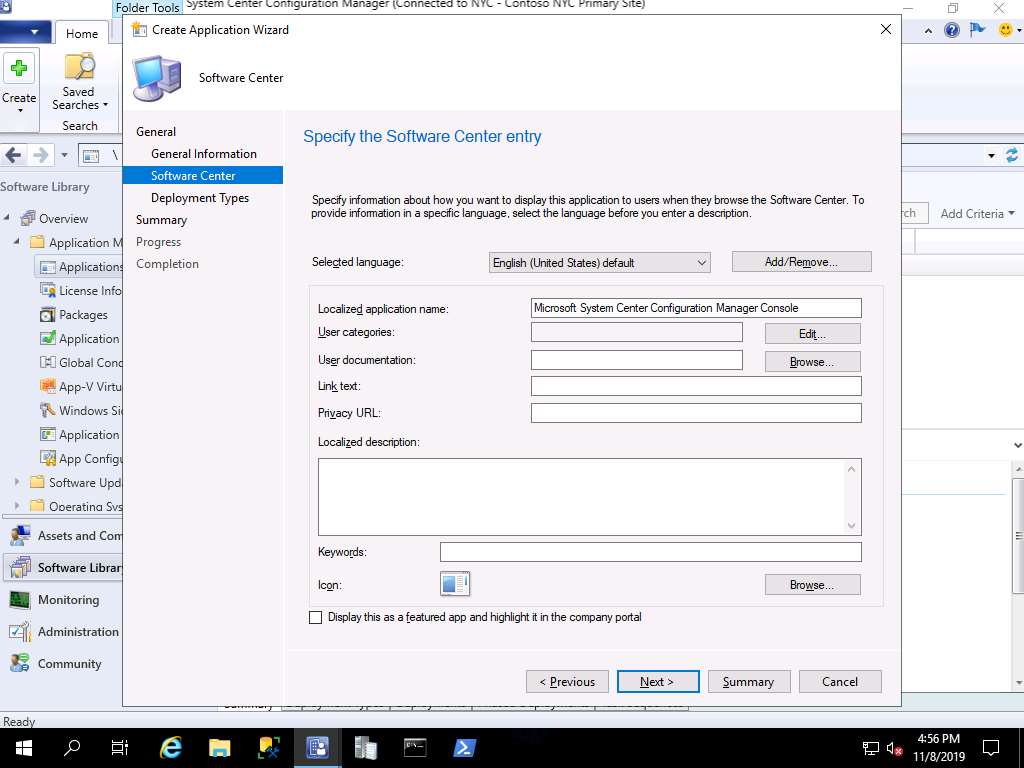 Folder Tools
System Center Configuration Manager (Connected to NYC - Contoso NYC Primary Site)
Home
Create
Saved
Searches
Search
\
Software Library
Overview
Application M
Applications
License Info
Packages
Application
Global Cond
App-V Virtu
Windows Sid
Application
App Configu
Software Upda
Operating Sys
Assets and Com
Software Library
Monitoring
Administration
Community
Ready
Create Application Wizard
Software Center
General
General Information
Software Center
Deployment Types
Summary
Progress
Completion
Specify the Software Center entry
Specify information about how you want to display this application to users when they browse the Software Center. To
provide information in a specific language, select the language before you enter a description.
Selected language:
English (United States) default
Add/Remove...
Localized application name:
Microsoft System Center Configuration Manager Console
User categories:
Edit...
User documentation:
Browse...
Link text:
Privacy URL:
Localized description:
Keywords:
Icon:
Browse...
Display this as a featured app and highlight it in the company portal
< Previous
Next >
Summary
Cancel
rch
Add Criteria
4:56 PM
11/8/2019